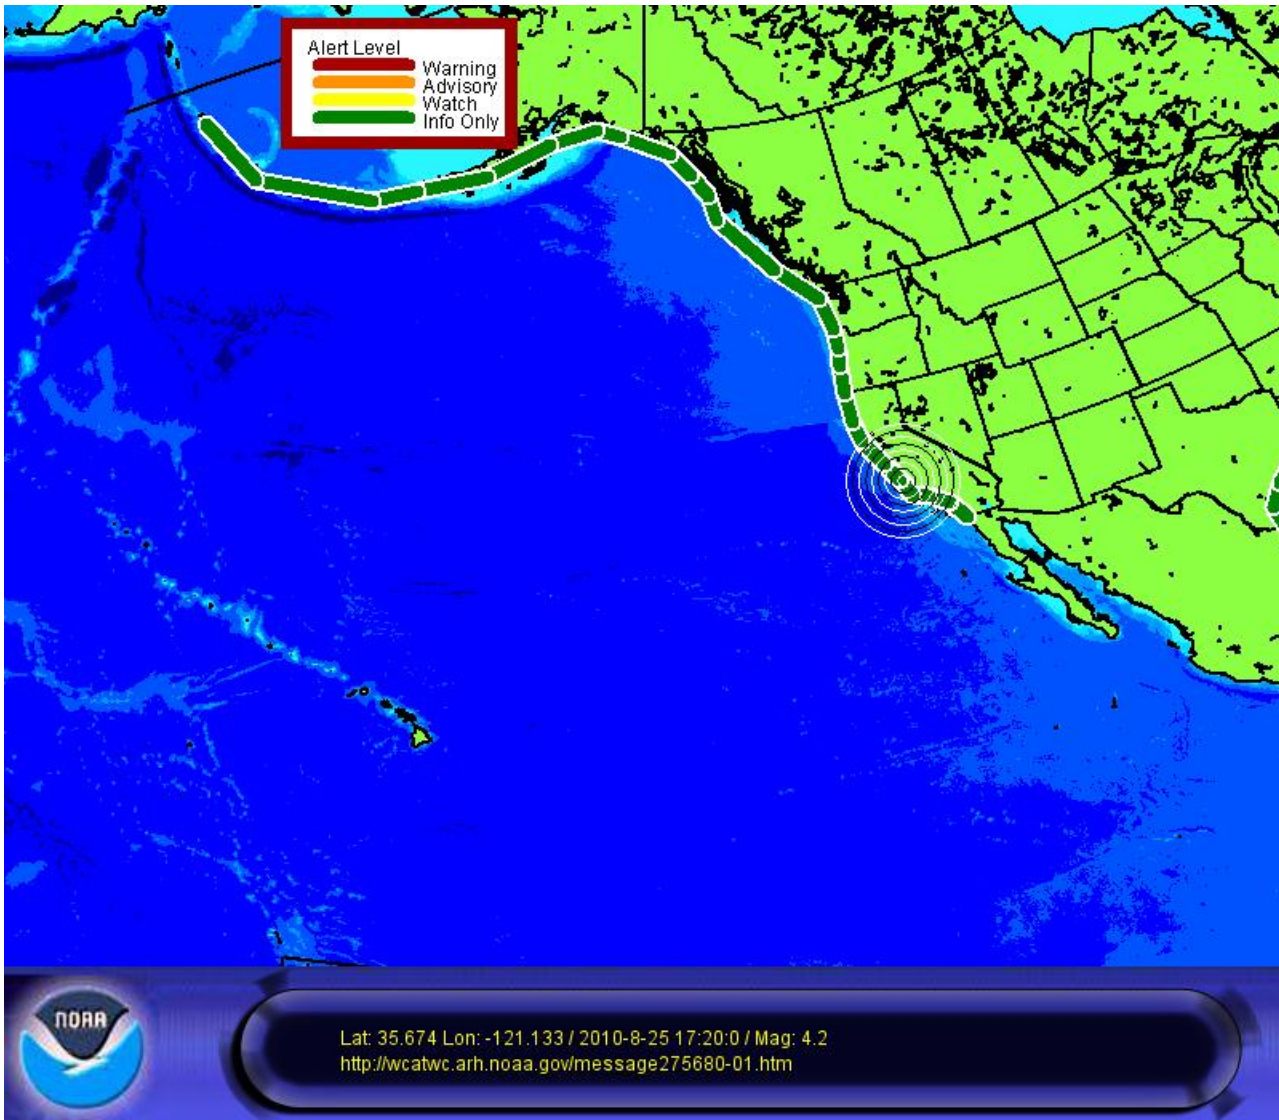 Alert Level
Warning
Advisory
Watch
Info Only
NOAA
Lat: 35.674 Lon: -121.133 / 2010-8-25 17:20:0 / Mag: 4.2
http://wcatwc.arh.noaa.gov/message275680-01.htm